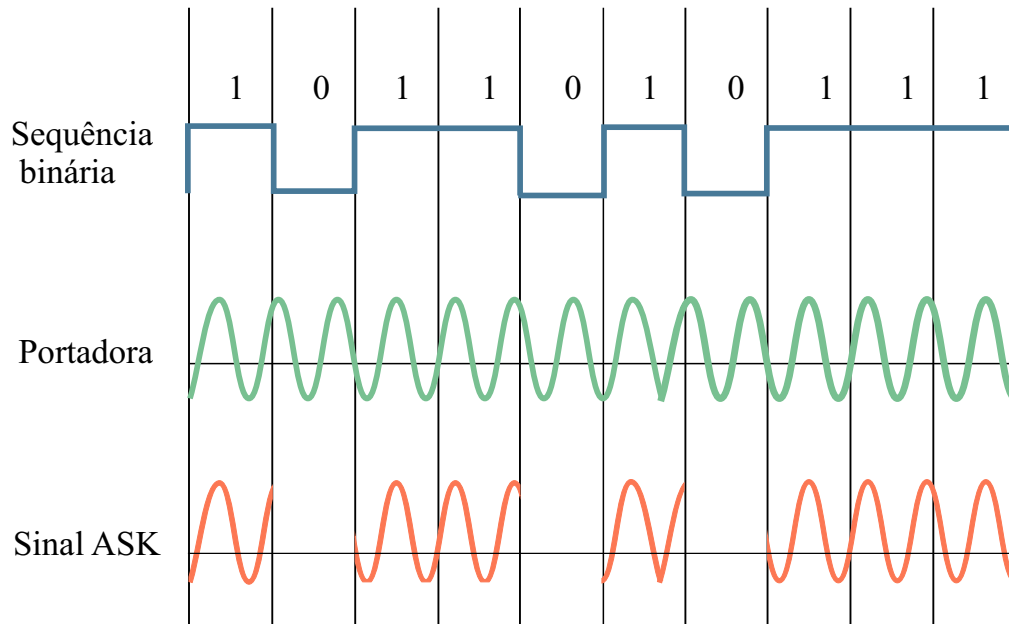 1 0 1 1 0 1 0 1 1 1
Sequência
binária
Portadora
Sinal ASK